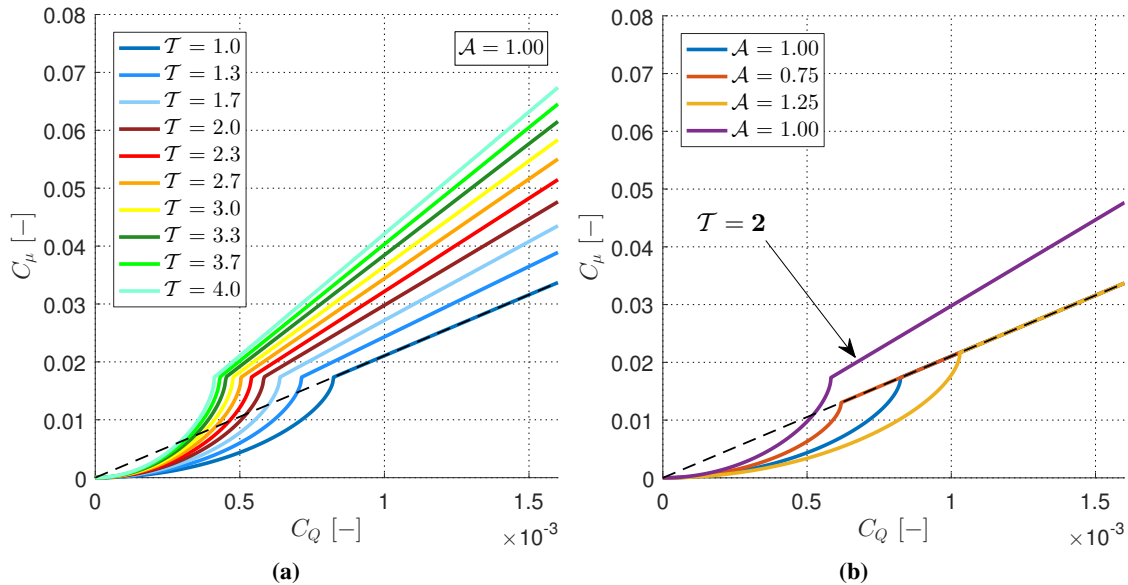 0.08
0.07
0.06
0.05
0.04
0.03
0.02
0.01
0
C_μ [−]
𝒯 = 1.0
𝒯 = 1.3
𝒯 = 1.7
𝒯 = 2.0
𝒯 = 2.3
𝒯 = 2.7
𝒯 = 3.0
𝒯 = 3.3
𝒯 = 3.7
𝒯 = 4.0
𝒜 = 1.00
0 0.5 1 1.5
×10⁻³
C_Q [−]
(a)
0.08
0.07
0.06
0.05
0.04
0.03
0.02
0.01
0
C_μ [−]
𝒜 = 1.00
𝒜 = 0.75
𝒜 = 1.25
𝒜 = 1.00
𝒯 = 2
0 0.5 1 1.5
×10⁻³
C_Q [−]
(b)